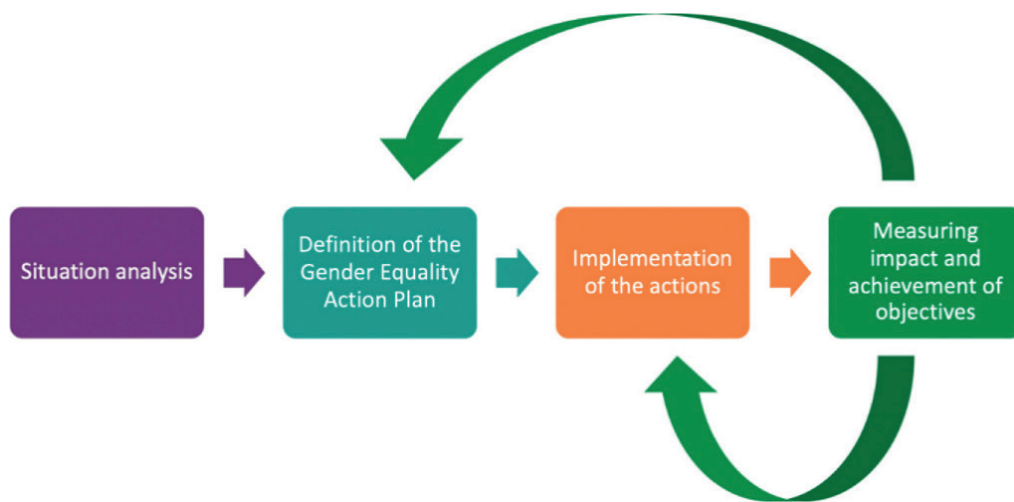 Situation analysis
Definition of the
Gender Equality
Action Plan
Implementation
of the actions
Measuring
impact and
achievement of
objectives